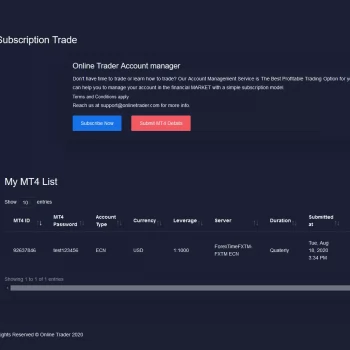 Subscription Trade
Online Trader Account manager
Don't have time to trade or learn how to trade? Our Account Management Service is The Best Profitable Trading Option for you
can help you to manage your account in the financial MARKET with a simple subscription model.
Terms and Conditions apply
Reach us at support@onlinetrader.com for more info.
Subscribe Now
Submit MT4 Details
My MT4 List
Show 10 entries
MT4 ID MT4 Password Account Type Currency Leverage Server Duration Submitted at
test123456 ECN USD 1:1000 ForexTimeFXTM-FXTM ECN Quaterly Tue, Aug 18, 2020 3:34 PM
Showing 1 to 1 of 1 entries
Rights Reserved © Online Trader 2020